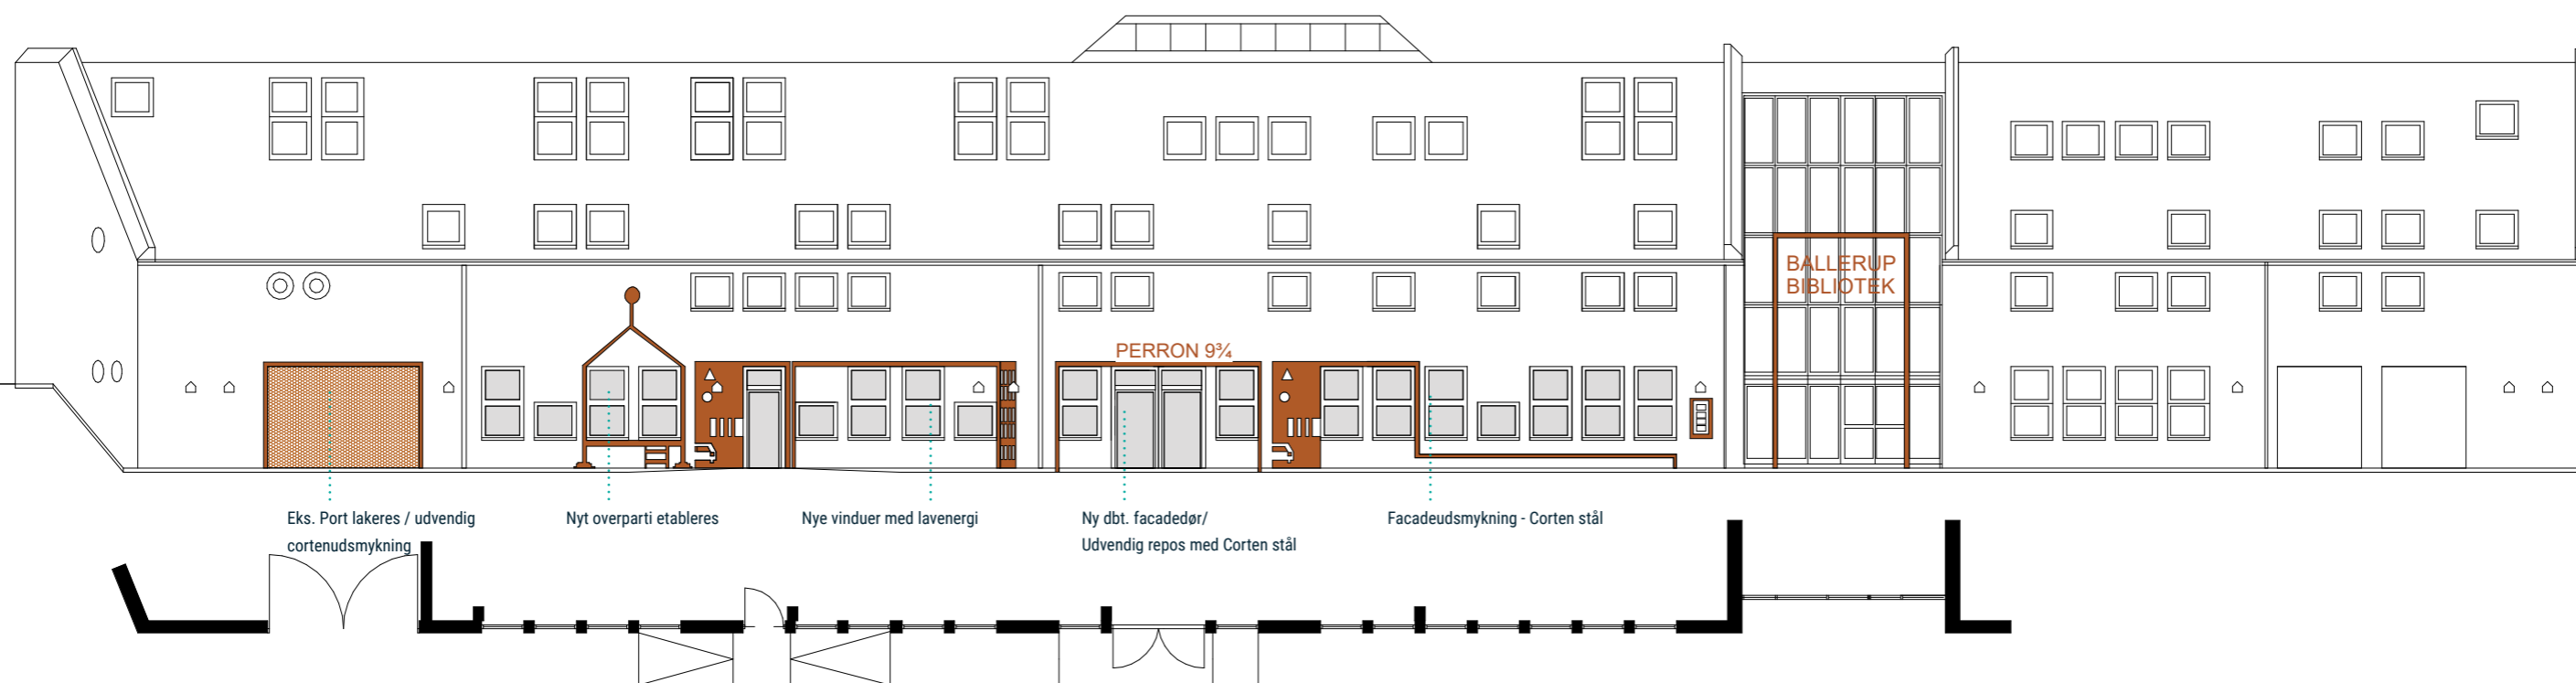 BALLERUP
BIBLIOTEK
PERRON 9¾
Eks. Port lakeres / udvendig
cortenudsmykning
Nyt overparti etableres
Nye vinduer med lavenergi
Ny dbt. facadedør/
Udvendig repos med Corten stål
Facadeudsmykning - Corten stål